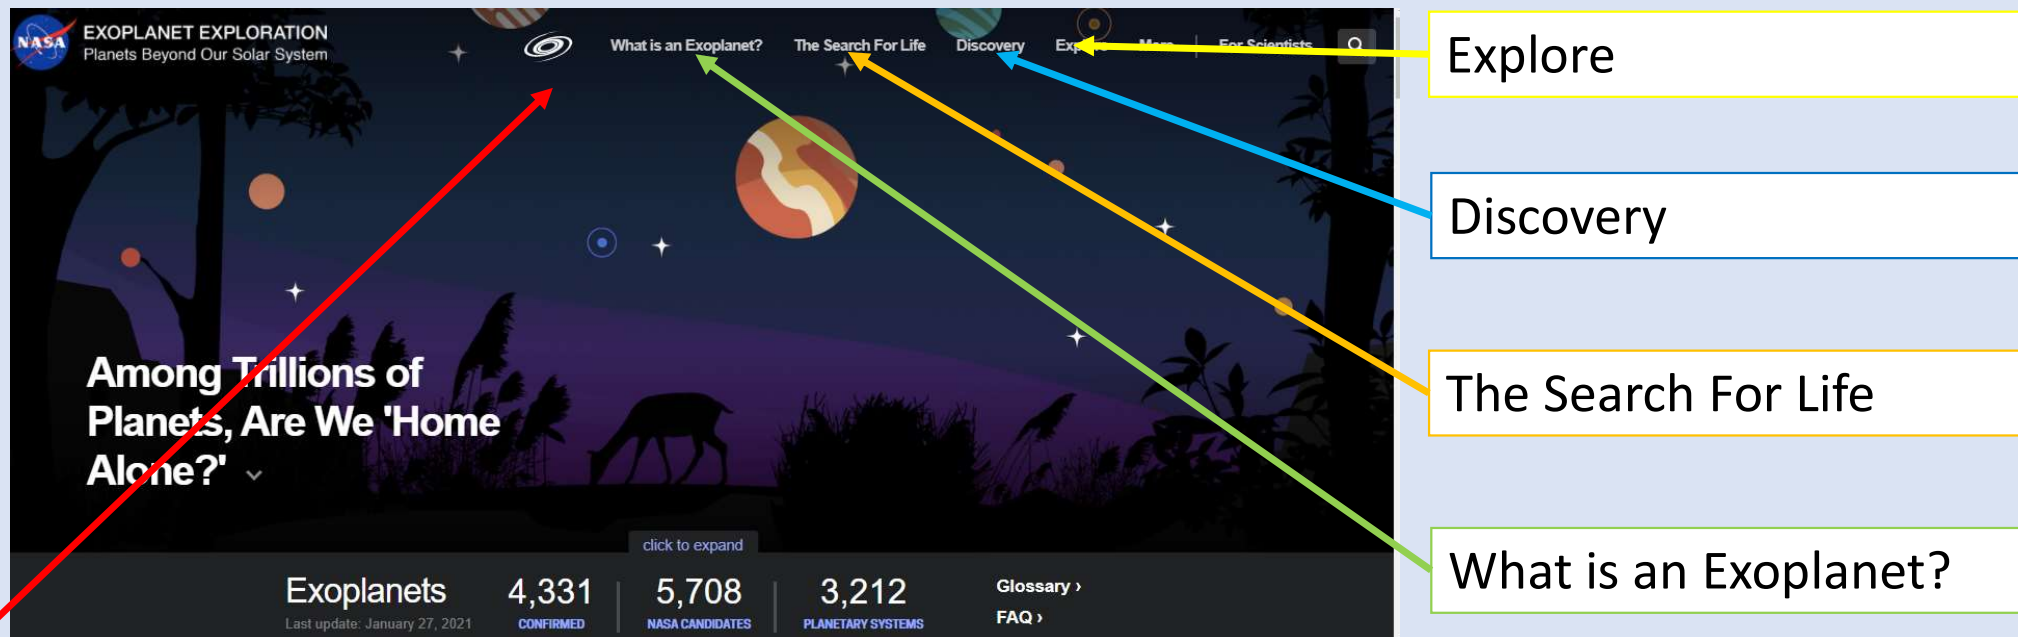 NASA
EXOPLANET EXPLORATION
Planets Beyond Our Solar System
What is an Exoplanet? The Search For Life Discovery Explore More For Scientists
Among Trillions of
Planets, Are We 'Home
Alone?'
click to expand
Exoplanets
Last update: January 27, 2021
4,331
CONFIRMED
5,708
NASA CANDIDATES
3,212
PLANETARY SYSTEMS
Glossary ›
FAQ ›
Explore
Discovery
The Search For Life
What is an Exoplanet?